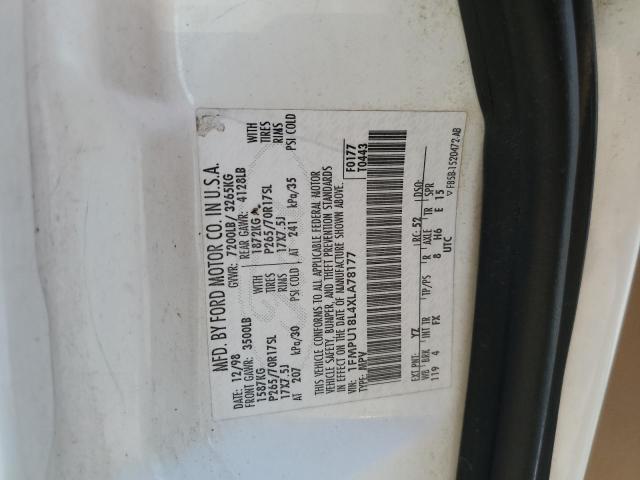 MFD. BY FORD MOTOR CO. IN U.S.A.
DATE: 12/98 GVWR: 7200LB/ 3265KG
FRONT GAWR: 3500LB REAR GAWR: 4128LB
1587KG WITH 1872KG WITH
P265/70R17SL TIRES P265/70R17SL TIRES
17X7.5J RIMS 17X7.5J RIMS
AT 207 kPa/30 PSI COLD AT 241 kPa/35 PSI COLD
THIS VEHICLE CONFORMS TO ALL APPLICABLE FEDERAL MOTOR
VEHICLE SAFETY, BUMPER, AND THEFT PREVENTION STANDARDS
IN EFFECT ON THE DATE OF MANUFACTURE SHOWN ABOVE.
VIN: 1FMPU18L4XLA78177
TYPE: MPV
F0177
T0443
EXT PNT: YZ RC: 52 DSO:
WB BRK INT TR TP/PS R AXLE TR SPR
119 4 FX 8 H6 E 15
UTC
F85B-1520472-AB